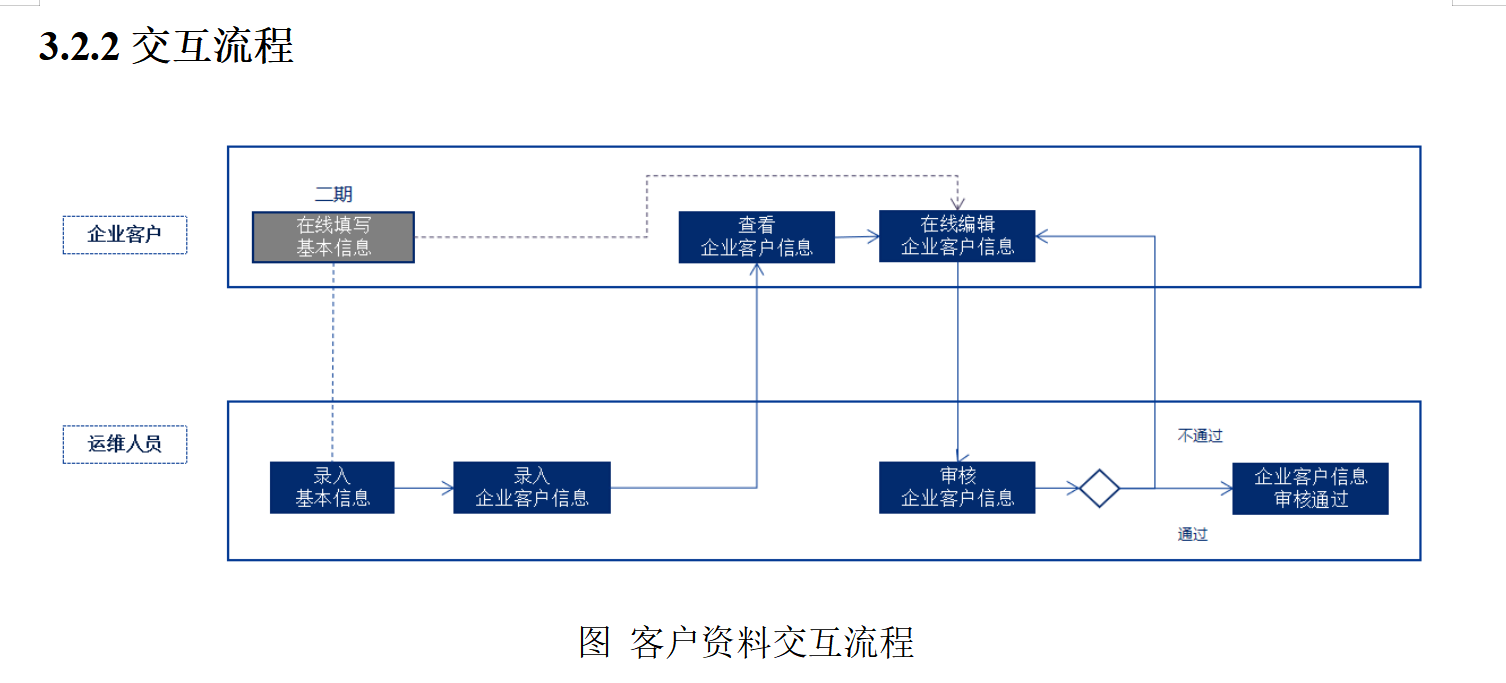 3.2.2 交互流程
二期
企业客户
在线填写
基本信息
查看
企业客户信息
在线编辑
企业客户信息
运维人员
录入
基本信息
录入
企业客户信息
审核
企业客户信息
不通过
通过
企业客户信息
审核通过
图 客户资料交互流程